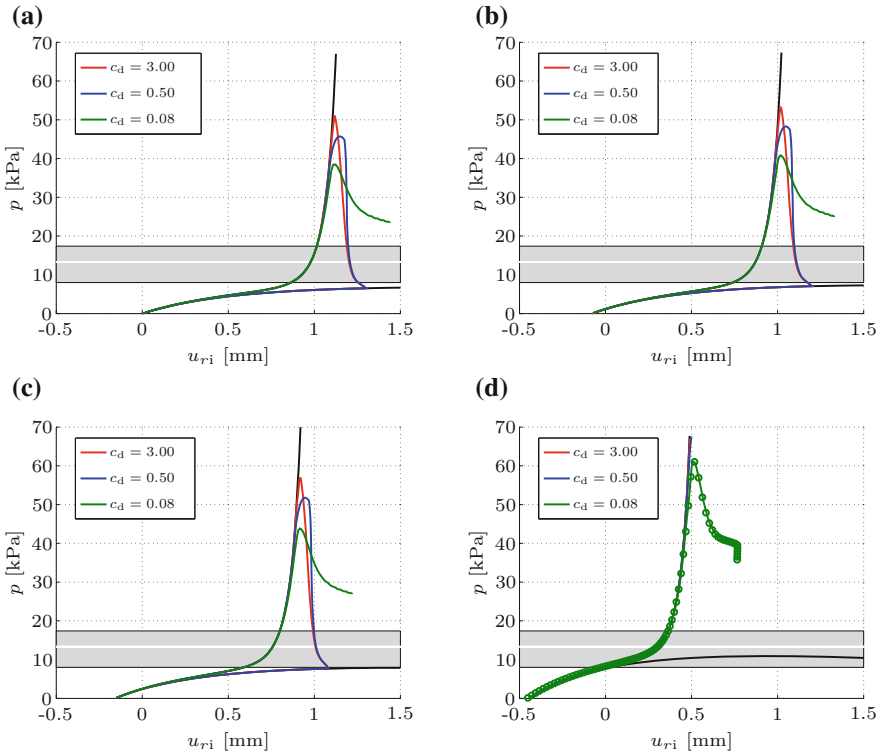 (a)
70
60
50
40
30
20
10
0
p [kPa]
c_d = 3.00
c_d = 0.50
c_d = 0.08
-0.5 0 0.5 1 1.5
u_ri [mm]
(b)
70
60
50
40
30
20
10
0
p [kPa]
c_d = 3.00
c_d = 0.50
c_d = 0.08
-0.5 0 0.5 1 1.5
u_ri [mm]
(c)
70
60
50
40
30
20
10
0
p [kPa]
c_d = 3.00
c_d = 0.50
c_d = 0.08
-0.5 0 0.5 1 1.5
u_ri [mm]
(d)
70
60
50
40
30
20
10
0
p [kPa]
c_d = 3.00
c_d = 0.50
c_d = 0.08
-0.5 0 0.5 1 1.5
u_ri [mm]